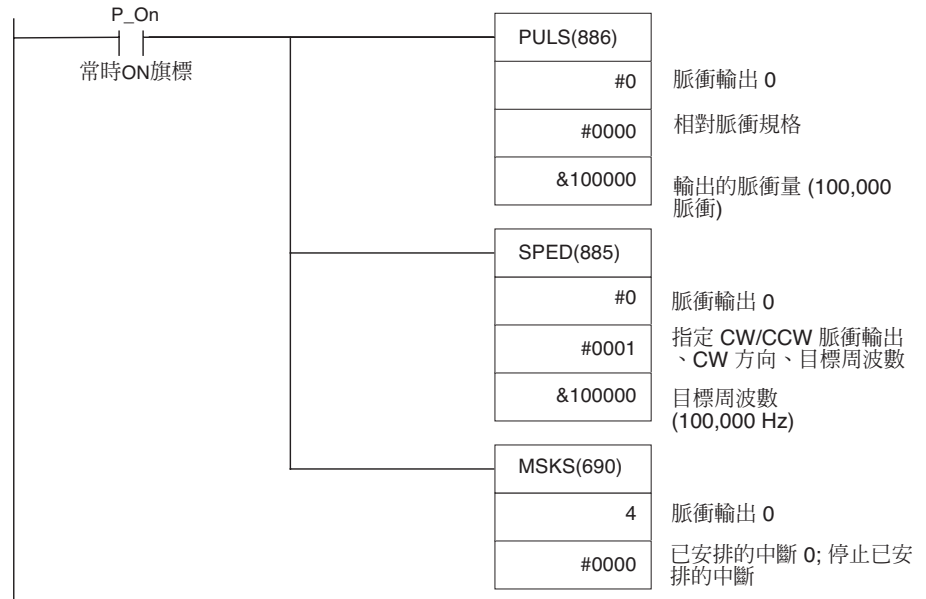 P_On
常時ON旗標
PULS(886)
#0 脈衝輸出 0
#0000 相對脈衝規格
&100000 輸出的脈衝量 (100,000
脈衝)
SPED(885)
#0 脈衝輸出 0
#0001 指定 CW/CCW 脈衝輸出
、CW 方向、目標周波數
&100000 目標周波數
(100,000 Hz)
MSKS(690)
4 脈衝輸出 0
#0000 已安排的中斷 0; 停止已安
排的中斷